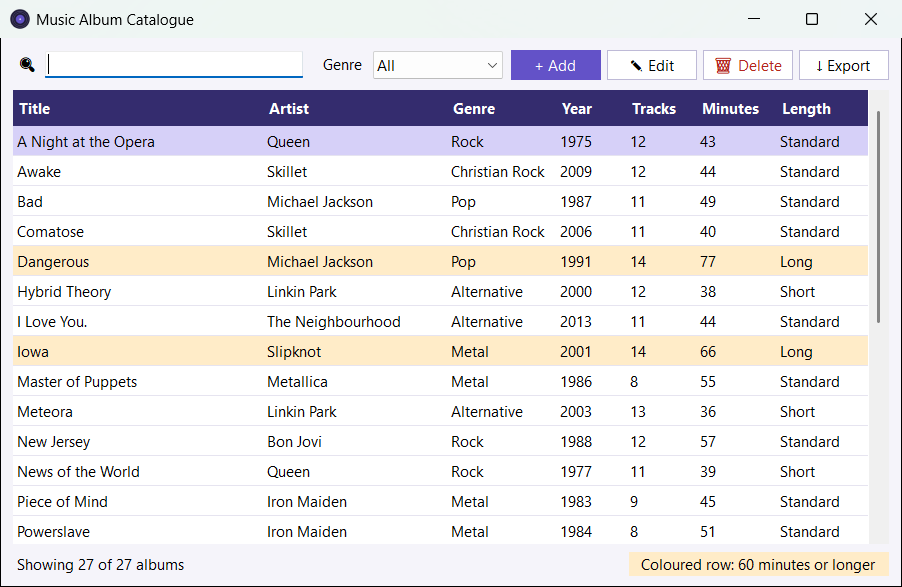 Music Album Catalogue
Genre All + Add Edit Delete ↓ Export
Title Artist Genre Year Tracks Minutes Length
A Night at the Opera Queen Rock 1975 12 43 Standard
Awake Skillet Christian Rock 2009 12 44 Standard
Bad Michael Jackson Pop 1987 11 49 Standard
Comatose Skillet Christian Rock 2006 11 40 Standard
Dangerous Michael Jackson Pop 1991 14 77 Long
Hybrid Theory Linkin Park Alternative 2000 12 38 Short
I Love You. The Neighbourhood Alternative 2013 11 44 Standard
Iowa Slipknot Metal 2001 14 66 Long
Master of Puppets Metallica Metal 1986 8 55 Standard
Meteora Linkin Park Alternative 2003 13 36 Short
New Jersey Bon Jovi Rock 1988 12 57 Standard
News of the World Queen Rock 1977 11 39 Short
Piece of Mind Iron Maiden Metal 1983 9 45 Standard
Powerslave Iron Maiden Metal 1984 8 51 Standard
Showing 27 of 27 albums Coloured row: 60 minutes or longer